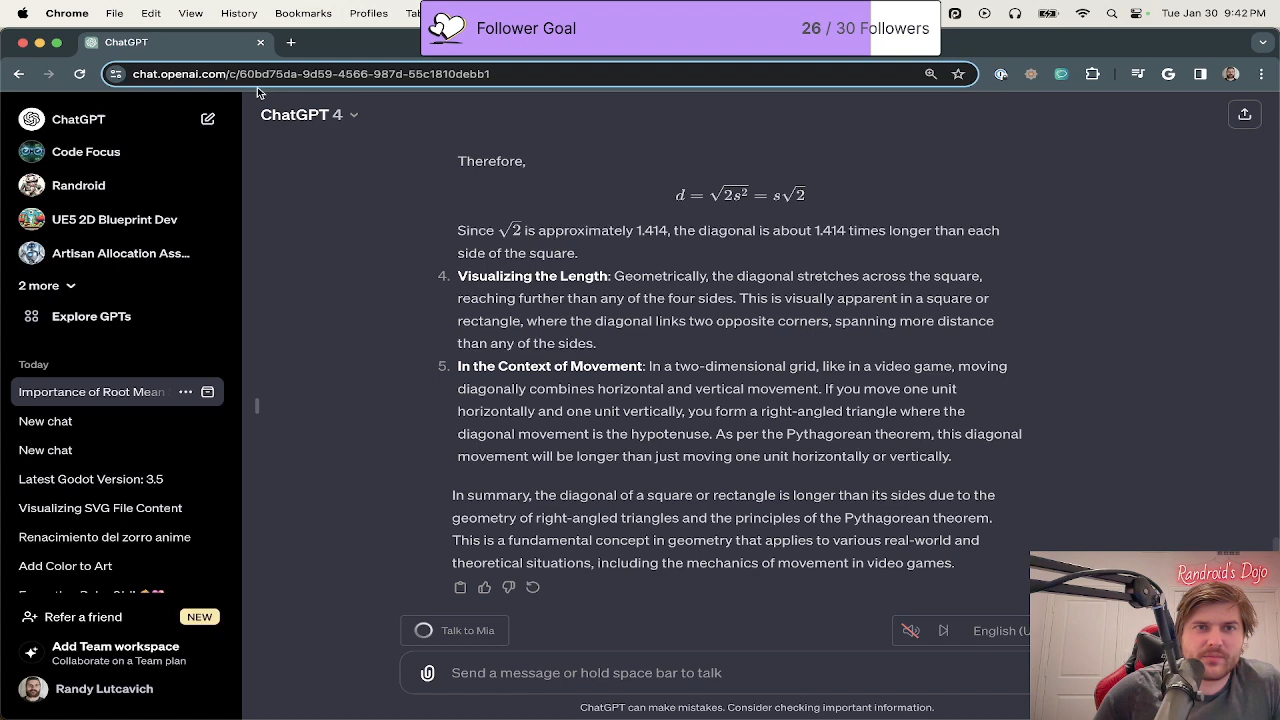 Chrome File Edit View History Bookmarks Profiles
Tue Jan 30 9:42 PM
Follower Goal 26 / 30 Followers
ChatGPT
chat.openai.com/c/60bd75da-9d59-4566-987d-55c1810debb1
ChatGPT
Code Focus
Randroid
UE5 2D Blueprint Dev
Artisan Allocation Ass...
2 more
Explore GPTs
Today
Importance of Root Mean
New chat
New chat
Latest Godot Version: 3.5
Visualizing SVG File Content
Renacimiento del zorro anime
Add Color to Art
Refer a friend NEW
Add Team workspace
Collaborate on a Team plan
Randy Lutcavich
ChatGPT 4
Therefore,
d = √2s² = s√2
Since √2 is approximately 1.414, the diagonal is about 1.414 times longer than each
side of the square.
4. Visualizing the Length: Geometrically, the diagonal stretches across the square,
reaching further than any of the four sides. This is visually apparent in a square or
rectangle, where the diagonal links two opposite corners, spanning more distance
than any of the sides.
5. In the Context of Movement: In a two-dimensional grid, like in a video game, moving
diagonally combines horizontal and vertical movement. If you move one unit
horizontally and one unit vertically, you form a right-angled triangle where the
diagonal movement is the hypotenuse. As per the Pythagorean theorem, this diagonal
movement will be longer than just moving one unit horizontally or vertically.
In summary, the diagonal of a square or rectangle is longer than its sides due to the
geometry of right-angled triangles and the principles of the Pythagorean theorem.
This is a fundamental concept in geometry that applies to various real-world and
theoretical situations, including the mechanics of movement in video games.
Talk to Mia
English (U
Send a message or hold space bar to talk
ChatGPT can make mistakes. Consider checking important information.
Randroid's Dojo